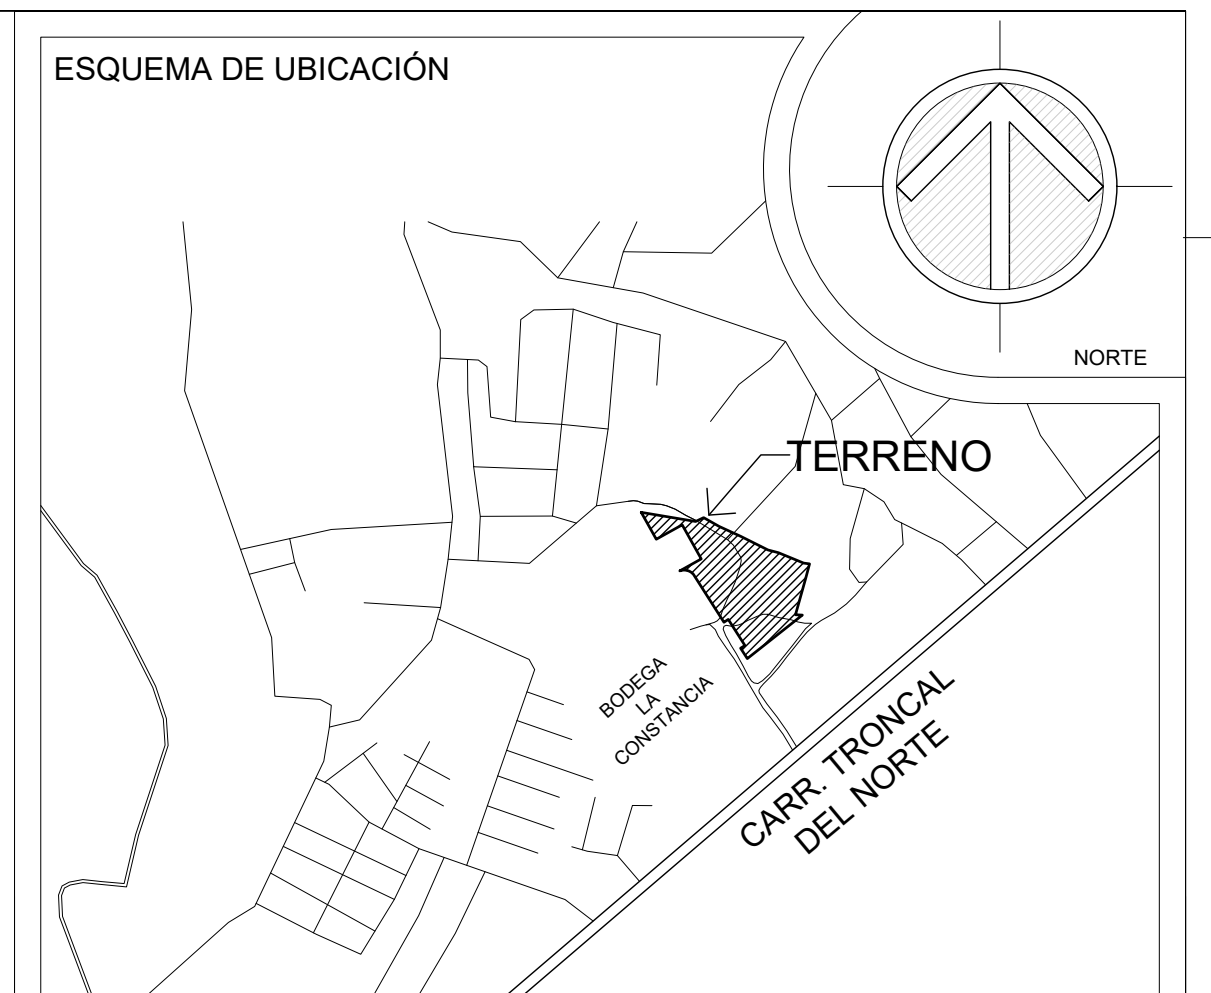 ESQUEMA DE UBICACIÓN
NORTE
TERRENO
BODEGA
LA
CONSTANCIA
CARR. TRONCAL
DEL NORTE